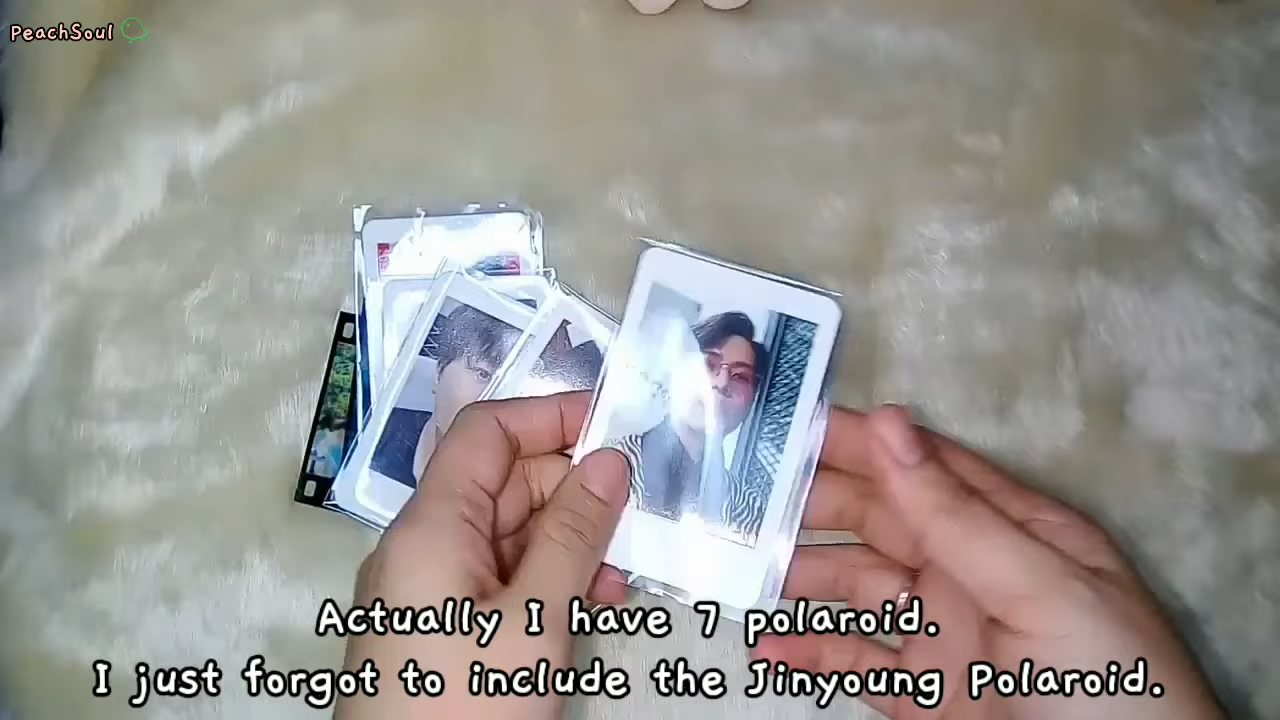 PeachSoul
Actually I have 7 polaroid.
I just forgot to include the Jinyoung Polaroid.